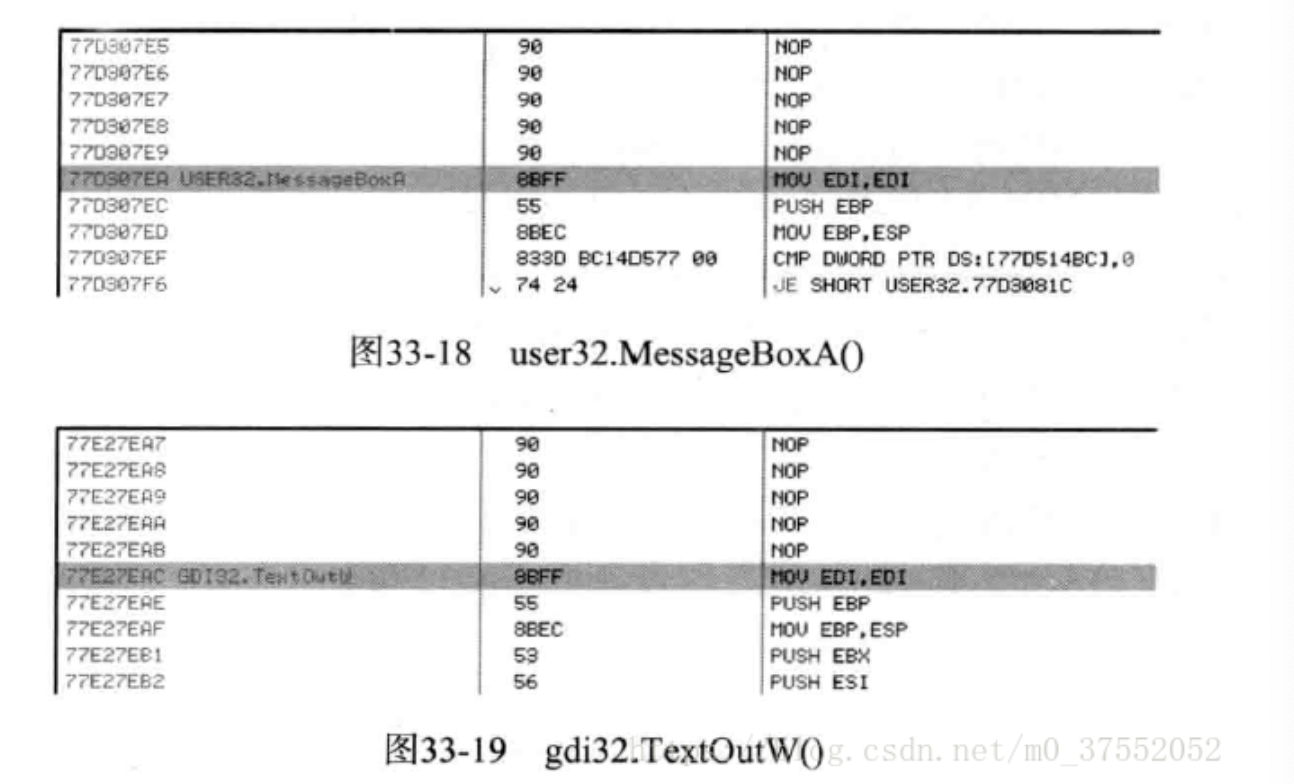 77D307E5 90 NOP
77D307E6 90 NOP
77D307E7 90 NOP
77D307E8 90 NOP
77D307E9 90 NOP
77D307EA USER32.MessageBoxA 8BFF MOV EDI,EDI
77D307EC 55 PUSH EBP
77D307ED 8BEC MOV EBP,ESP
77D307EF 833D BC14D577 00 CMP DWORD PTR DS:[77D514BC],0
77D307F6 74 24 JE SHORT USER32.77D3081C
图33-18 user32.MessageBoxA()
77E27EA7 90 NOP
77E27EA8 90 NOP
77E27EA9 90 NOP
77E27EAA 90 NOP
77E27EAB 90 NOP
77E27EAC GDI32.TextOutW 8BFF MOV EDI,EDI
77E27EAE 55 PUSH EBP
77E27EAF 8BEC MOV EBP,ESP
77E27EB1 53 PUSH EBX
77E27EB2 56 PUSH ESI
图33-19 gdi32.TextOutW()
g.csdn.net/m0_37552052